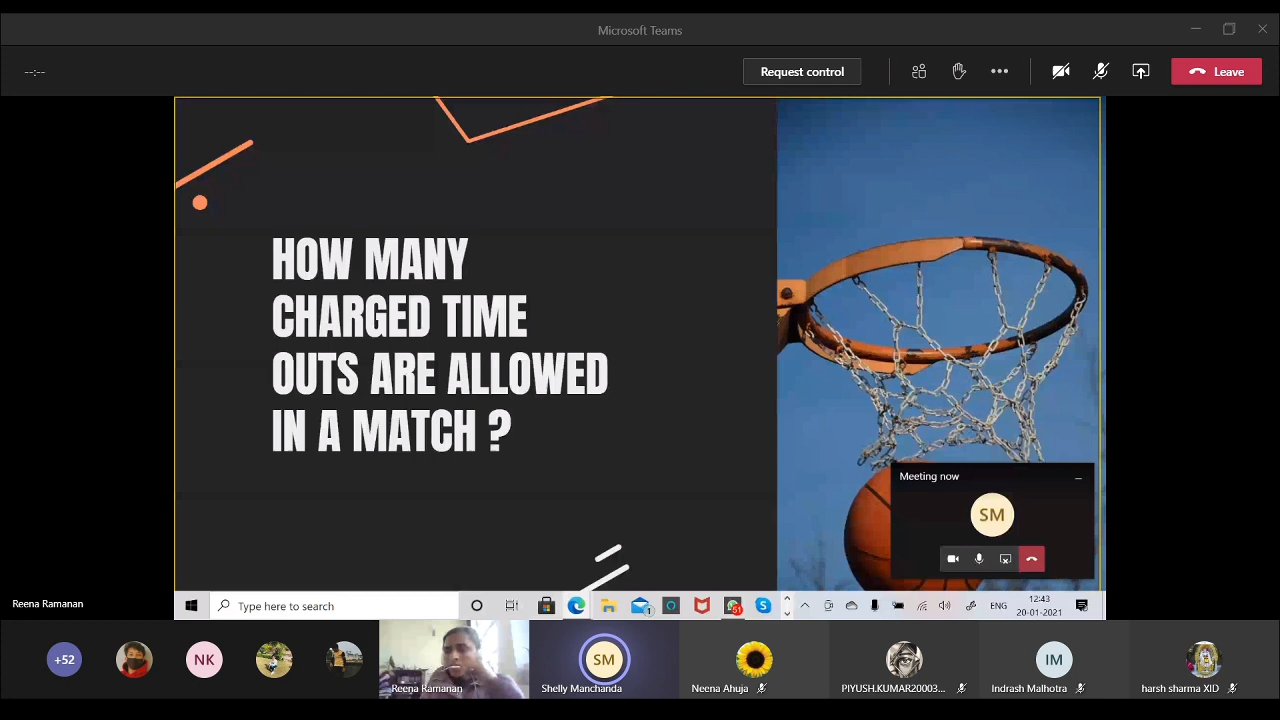 Microsoft Teams
--:--
Request control
Leave
HOW MANY
CHARGED TIME
OUTS ARE ALLOWED
IN A MATCH ?
Meeting now
SM
Reena Ramanan
Type here to search
1
51
ENG
12:43
20-01-2021
+52
NK
Reena Ramanan
SM
Shelly Manchanda
Neena Ahuja
PIYUSH.KUMAR20003...
IM
Indrash Malhotra
harsh sharma XID